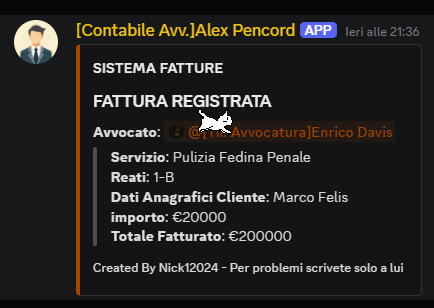 [Contabile Avv.]Alex Pencord APP Ieri alle 21:36
SISTEMA FATTURE
FATTURA REGISTRATA
Avvocato: Avvocatura]Enrico Davis
Servizio: Pulizia Fedina Penale
Reati: 1-B
Dati Anagrafici Cliente: Marco Felis
importo: €20000
Totale Fatturato: €200000
Created By Nick12024 - Per problemi scrivete solo a lui